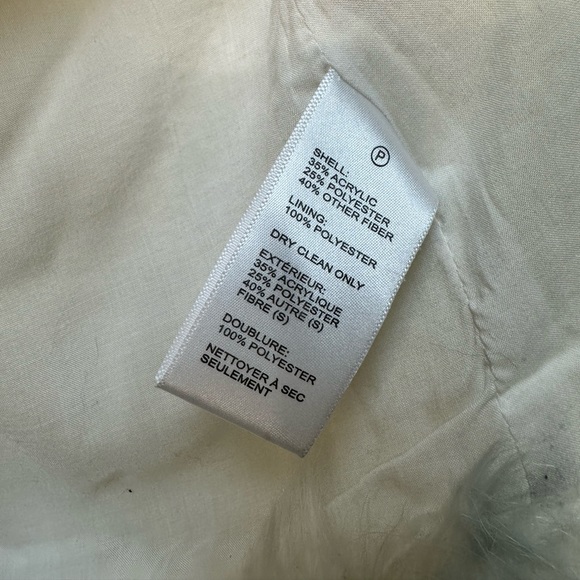 P
SHELL:
35% ACRYLIC
25% POLYESTER
40% OTHER FIBER
LINING:
100% POLYESTER
DRY CLEAN ONLY
EXTÉRIEUR:
35% ACRYLIQUE
25% POLYESTER
40% AUTRE (S)
FIBRE (S)
DOUBLURE:
100% POLYESTER
NETTOYER À SEC
SEULEMENT